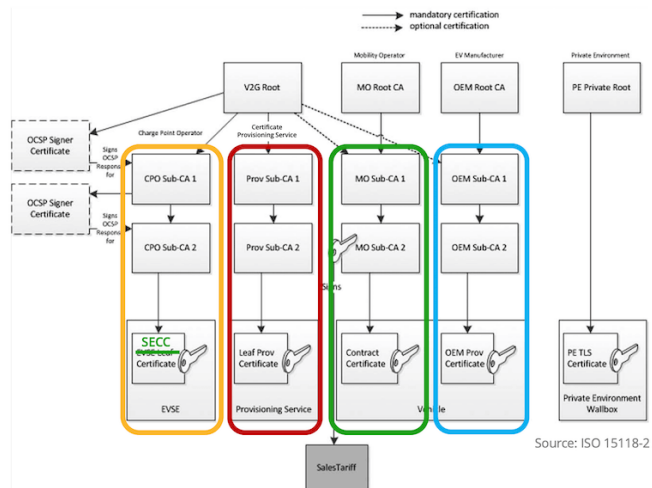 mandatory certification
optional certification
Mobility Operator
EV Manufacturer
Private Environment
V2G Root
MO Root CA
OEM Root CA
PE Private Root
OCSP Signer
Certificate
Signs
OCSP
Respons
for
Charge Point Operator
Certificate
Provisioning Service
CPO Sub-CA 1
Prov Sub-CA 1
MO Sub-CA 1
OEM Sub-CA 1
OCSP Signer
Certificate
Signs
OCSP
Respons
for
CPO Sub-CA 2
Prov Sub-CA 2
MO Sub-CA 2
OEM Sub-CA 2
Signs
SECC
EVSE Leaf
Certificate
Leaf Prov
Certificate
Contract
Certificate
OEM Prov
Certificate
PE TLS
Certificate
EVSE
Provisioning Service
Vehicle
Private Environment
Wallbox
Source: ISO 15118-2
SalesTariff